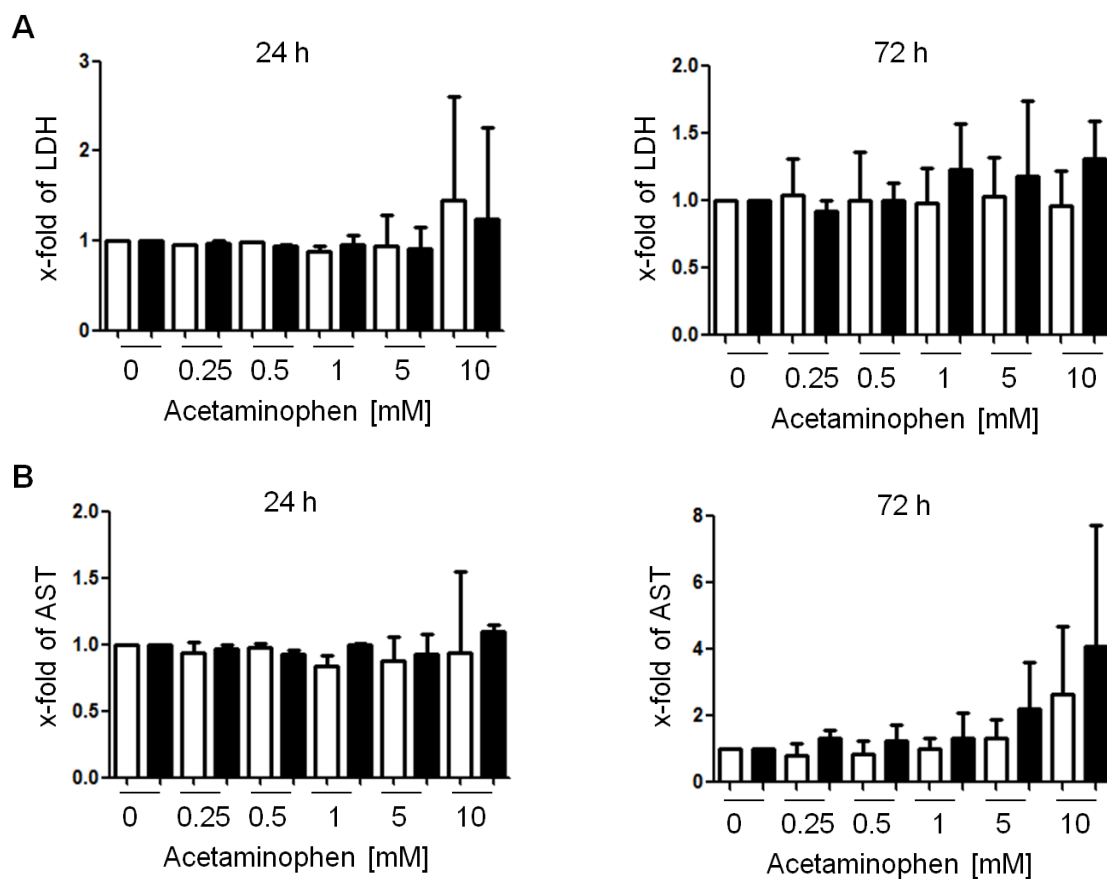 A
24 h
x-fold of LDH
3
2
1
0
0 0.25 0.5 1 5 10
Acetaminophen [mM]
72 h
x-fold of LDH
2.0
1.5
1.0
0.5
0.0
0 0.25 0.5 1 5 10
Acetaminophen [mM]
B
24 h
x-fold of AST
2.0
1.5
1.0
0.5
0.0
0 0.25 0.5 1 5 10
Acetaminophen [mM]
72 h
x-fold of AST
8
6
4
2
0
0 0.25 0.5 1 5 10
Acetaminophen [mM]